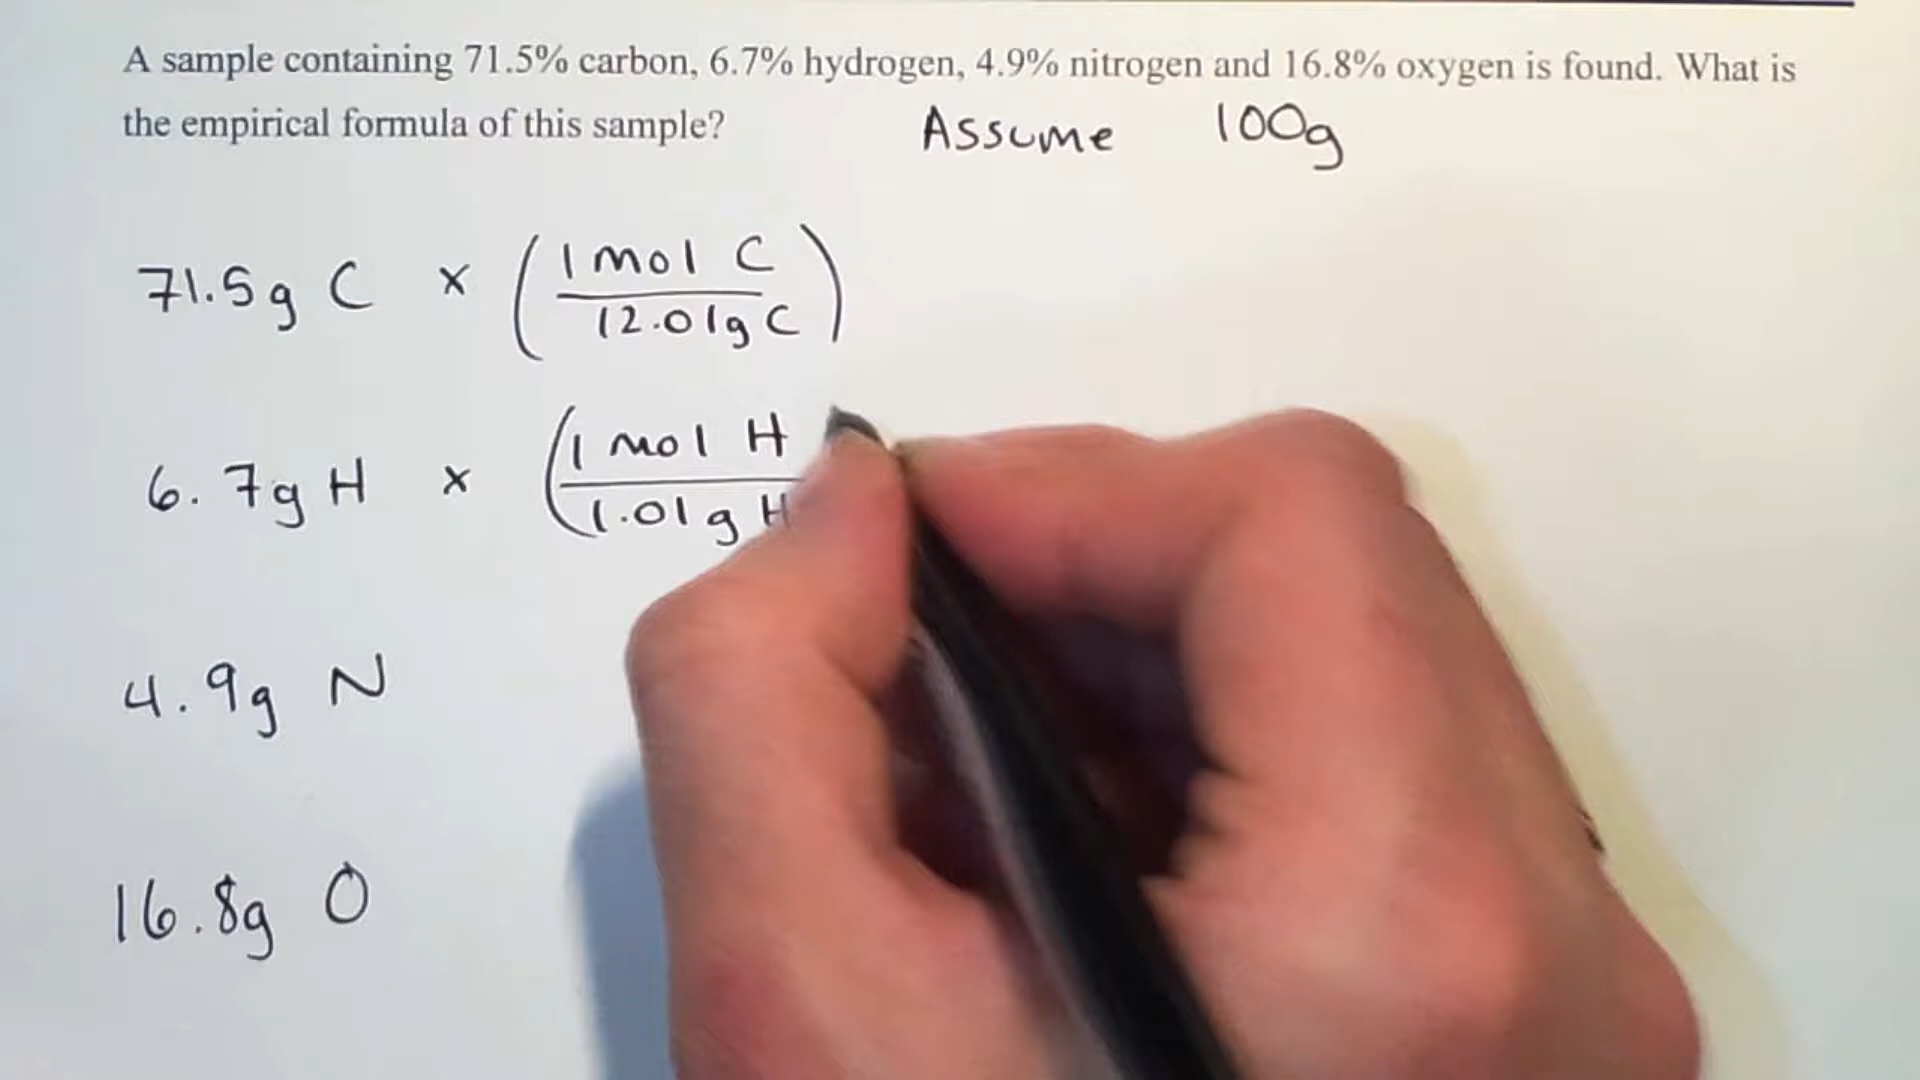 A sample containing 71.5% carbon, 6.7% hydrogen, 4.9% nitrogen and 16.8% oxygen is found. What is
the empirical formula of this sample? Assume 100g
71.5g C × (1 mol C
12.01g C)
6.7g H × (1 mol H
1.01g H
4.9g N
16.8g O